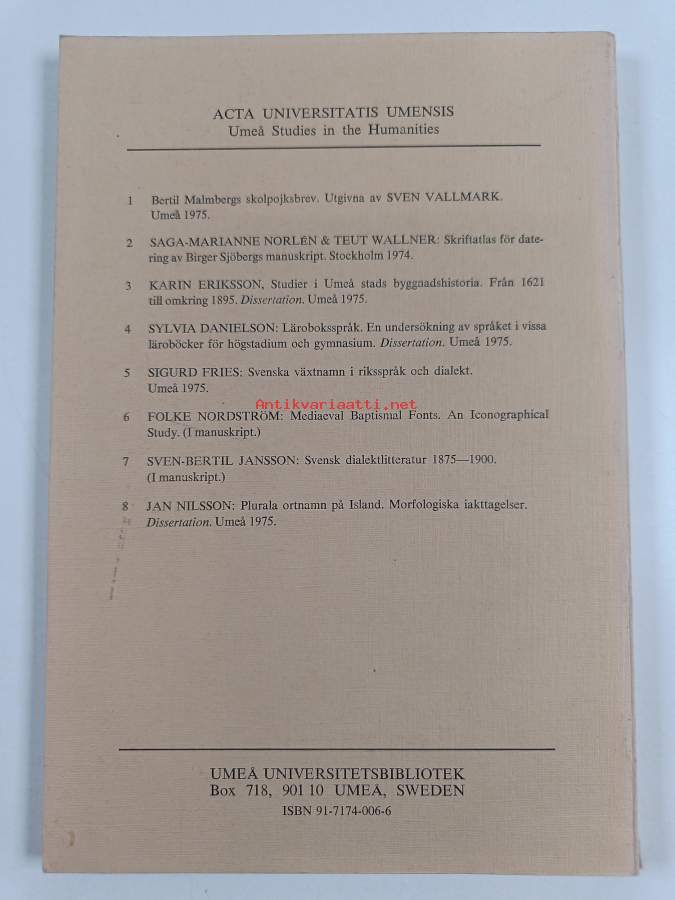 ACTA UNIVERSITATIS UMENSIS
Umeå Studies in the Humanities
1 Bertil Malmbergs skolpojksbrev. Utgivna av SVEN VALLMARK.
Umeå 1975.
2 SAGA-MARIANNE NORLÉN & TEUT WALLNER: Skriftatlas för date-
ring av Birger Sjöbergs manuskript. Stockholm 1974.
3 KARIN ERIKSSON, Studier i Umeå stads byggnadshistoria. Från 1621
till omkring 1895. Dissertation. Umeå 1975.
4 SYLVIA DANIELSON: Läroboksspråk. En undersökning av språket i vissa
läroböcker för högstadium och gymnasium. Dissertation. Umeå 1975.
5 SIGURD FRIES: Svenska växtnamn i riksspråk och dialekt.
Umeå 1975.
Antikvariaatti.net
6 FOLKE NORDSTRÖM: Mediaeval Baptismal Fonts. An Iconographical
Study. (I manuskript.)
7 SVEN-BERTIL JANSSON: Svensk dialektlitteratur 1875—1900.
(I manuskript.)
8 JAN NILSSON: Plurala ortnamn på Island. Morfologiska iakttagelser.
Dissertation. Umeå 1975.
UMEÅ UNIVERSITETSBIBLIOTEK
Box 718, 901 10 UMEÅ, SWEDEN
ISBN 91-7174-006-6